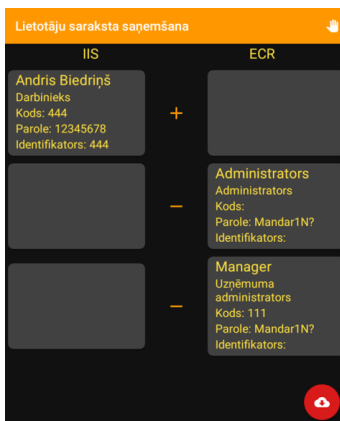 Lietotāju saraksta saņemšana
IIS
ECR
Andris Biedriņš
Darbinieks
Kods: 444
Parole: 12345678
Identifikators: 444
+
−
Administrators
Administrators
Kods:
Parole: Mandar1N?
Identifikators:
−
Manager
Uzņēmuma
administrators
Kods: 111
Parole: Mandar1N?
Identifikators: